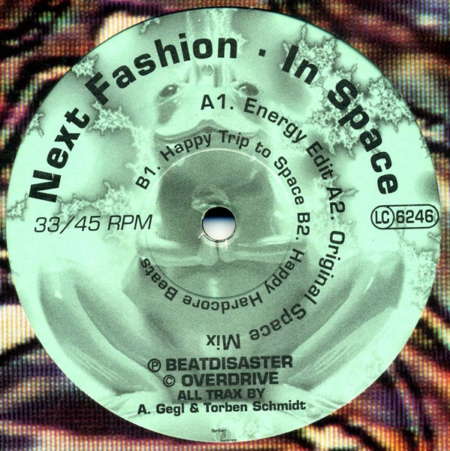 Next Fashion · In Space
A1. Energy Edit A2. Original Space Mix
B1. Happy Trip to Space B2. Happy Hardcore Beats
33/45 RPM
LC 6246
Ⓟ BEATDISASTER
© OVERDRIVE
ALL TRAX BY
A. Gegl & Torben Schmidt